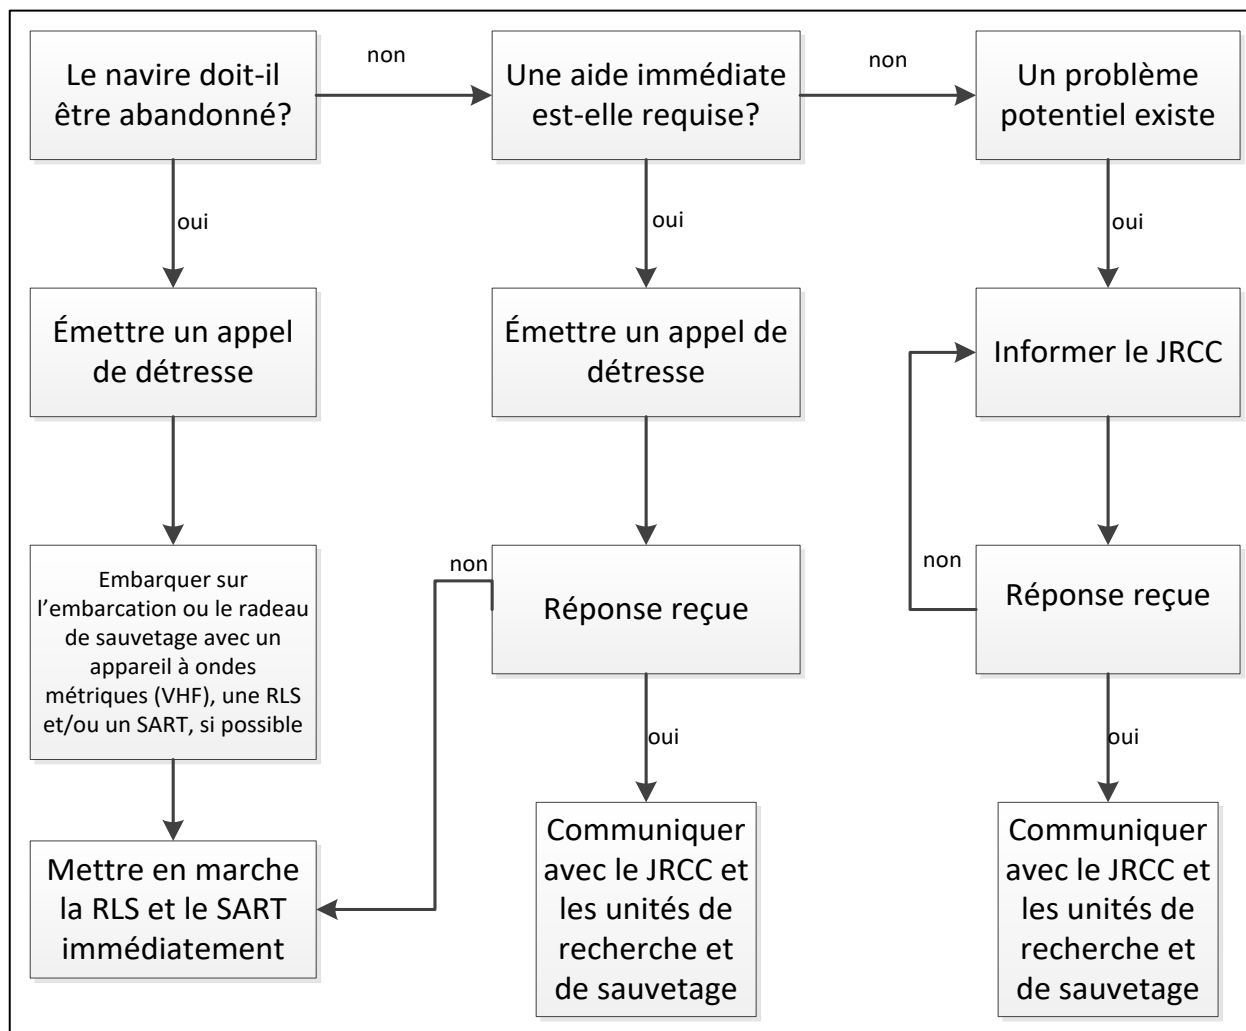 Le navire doit-il
être abandonné?
non
Une aide immédiate
est-elle requise?
non
Un problème
potentiel existe
oui
oui
oui
Émettre un appel
de détresse
Émettre un appel de
détresse
Informer le JRCC
Embarquer sur
l’embarcation ou le radeau
de sauvetage avec un
appareil à ondes
métriques (VHF), une RLS
et/ou un SART, si possible
non
Réponse reçue
non
Réponse reçue
oui
oui
Mettre en marche
la RLS et le SART
immédiatement
Communiquer
avec le JRCC et
les unités de
recherche et
de sauvetage
Communiquer
avec le JRCC et
les unités de
recherche et
de sauvetage